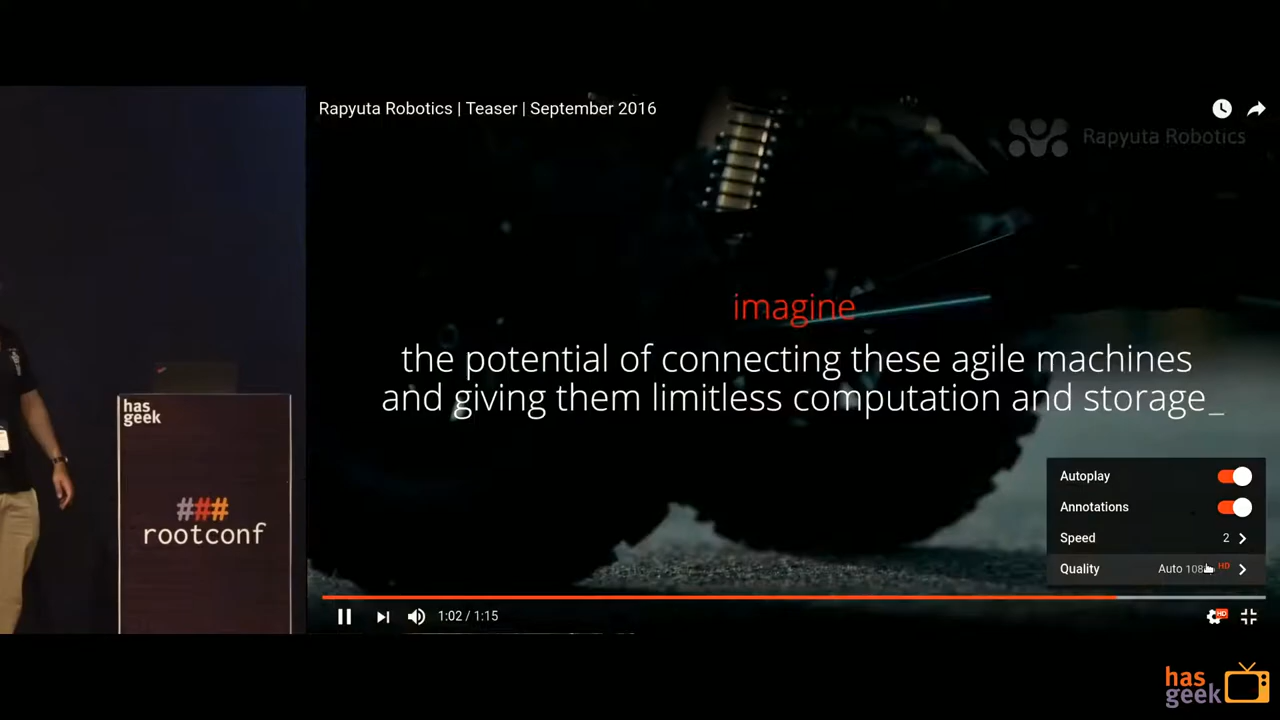 Rapyuta Robotics | Teaser | September 2016
Rapyuta Robotics
imagine
the potential of connecting these agile machines
and giving them limitless computation and storage_
has
geek
###
rootconf
Autoplay
Annotations
Speed 2
Quality Auto HD
1:02 / 1:15
HD
has
geek